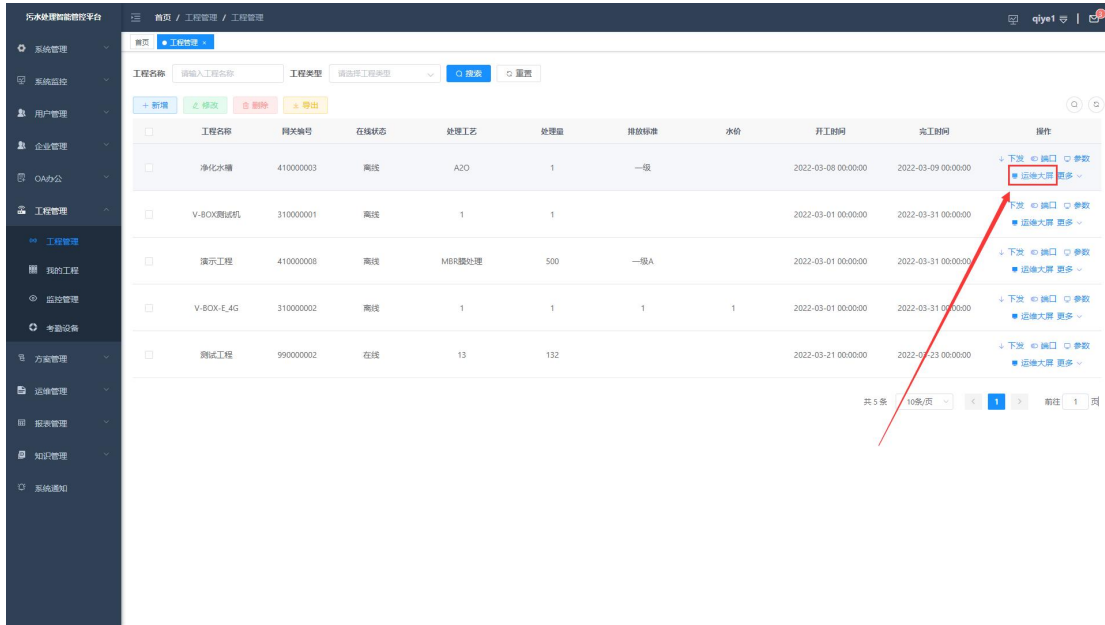 污水处理智能管控平台
首页 / 工程管理 / 工程管理
qiye1
3
系统管理
系统监控
用户管理
企业管理
OA办公
工程管理
工程管理
我的工程
监控管理
考勤设备
方案管理
运维管理
报表管理
知识管理
系统通知
首页 工程管理 ×
工程名称 请输入工程名称 工程类型 请选择工程类型 搜索 重置
+ 新增 修改 删除 导出
工程名称 网关编号 在线状态 处理工艺 处理量 排放标准 水价 开工时间 完工时间 操作
净化水槽 410000003 离线 A2O 1 一级 2022-03-08 00:00:00 2022-03-09 00:00:00 下发 端口 参数
运维大屏 更多
V-BOX测试机 310000001 离线 1 1 2022-03-01 00:00:00 2022-03-31 00:00:00 下发 端口 参数
运维大屏 更多
演示工程 410000008 离线 MBR膜处理 500 一级A 2022-03-01 00:00:00 2022-03-31 00:00:00 下发 端口 参数
运维大屏 更多
V-BOX-E_4G 310000002 离线 1 1 1 1 2022-03-01 00:00:00 2022-03-31 00:00:00 下发 端口 参数
运维大屏 更多
测试工程 990000002 在线 13 132 2022-03-21 00:00:00 2022-03-23 00:00:00 下发 端口 参数
运维大屏 更多
共 5 条 10条/页 < 1 > 前往 1 页